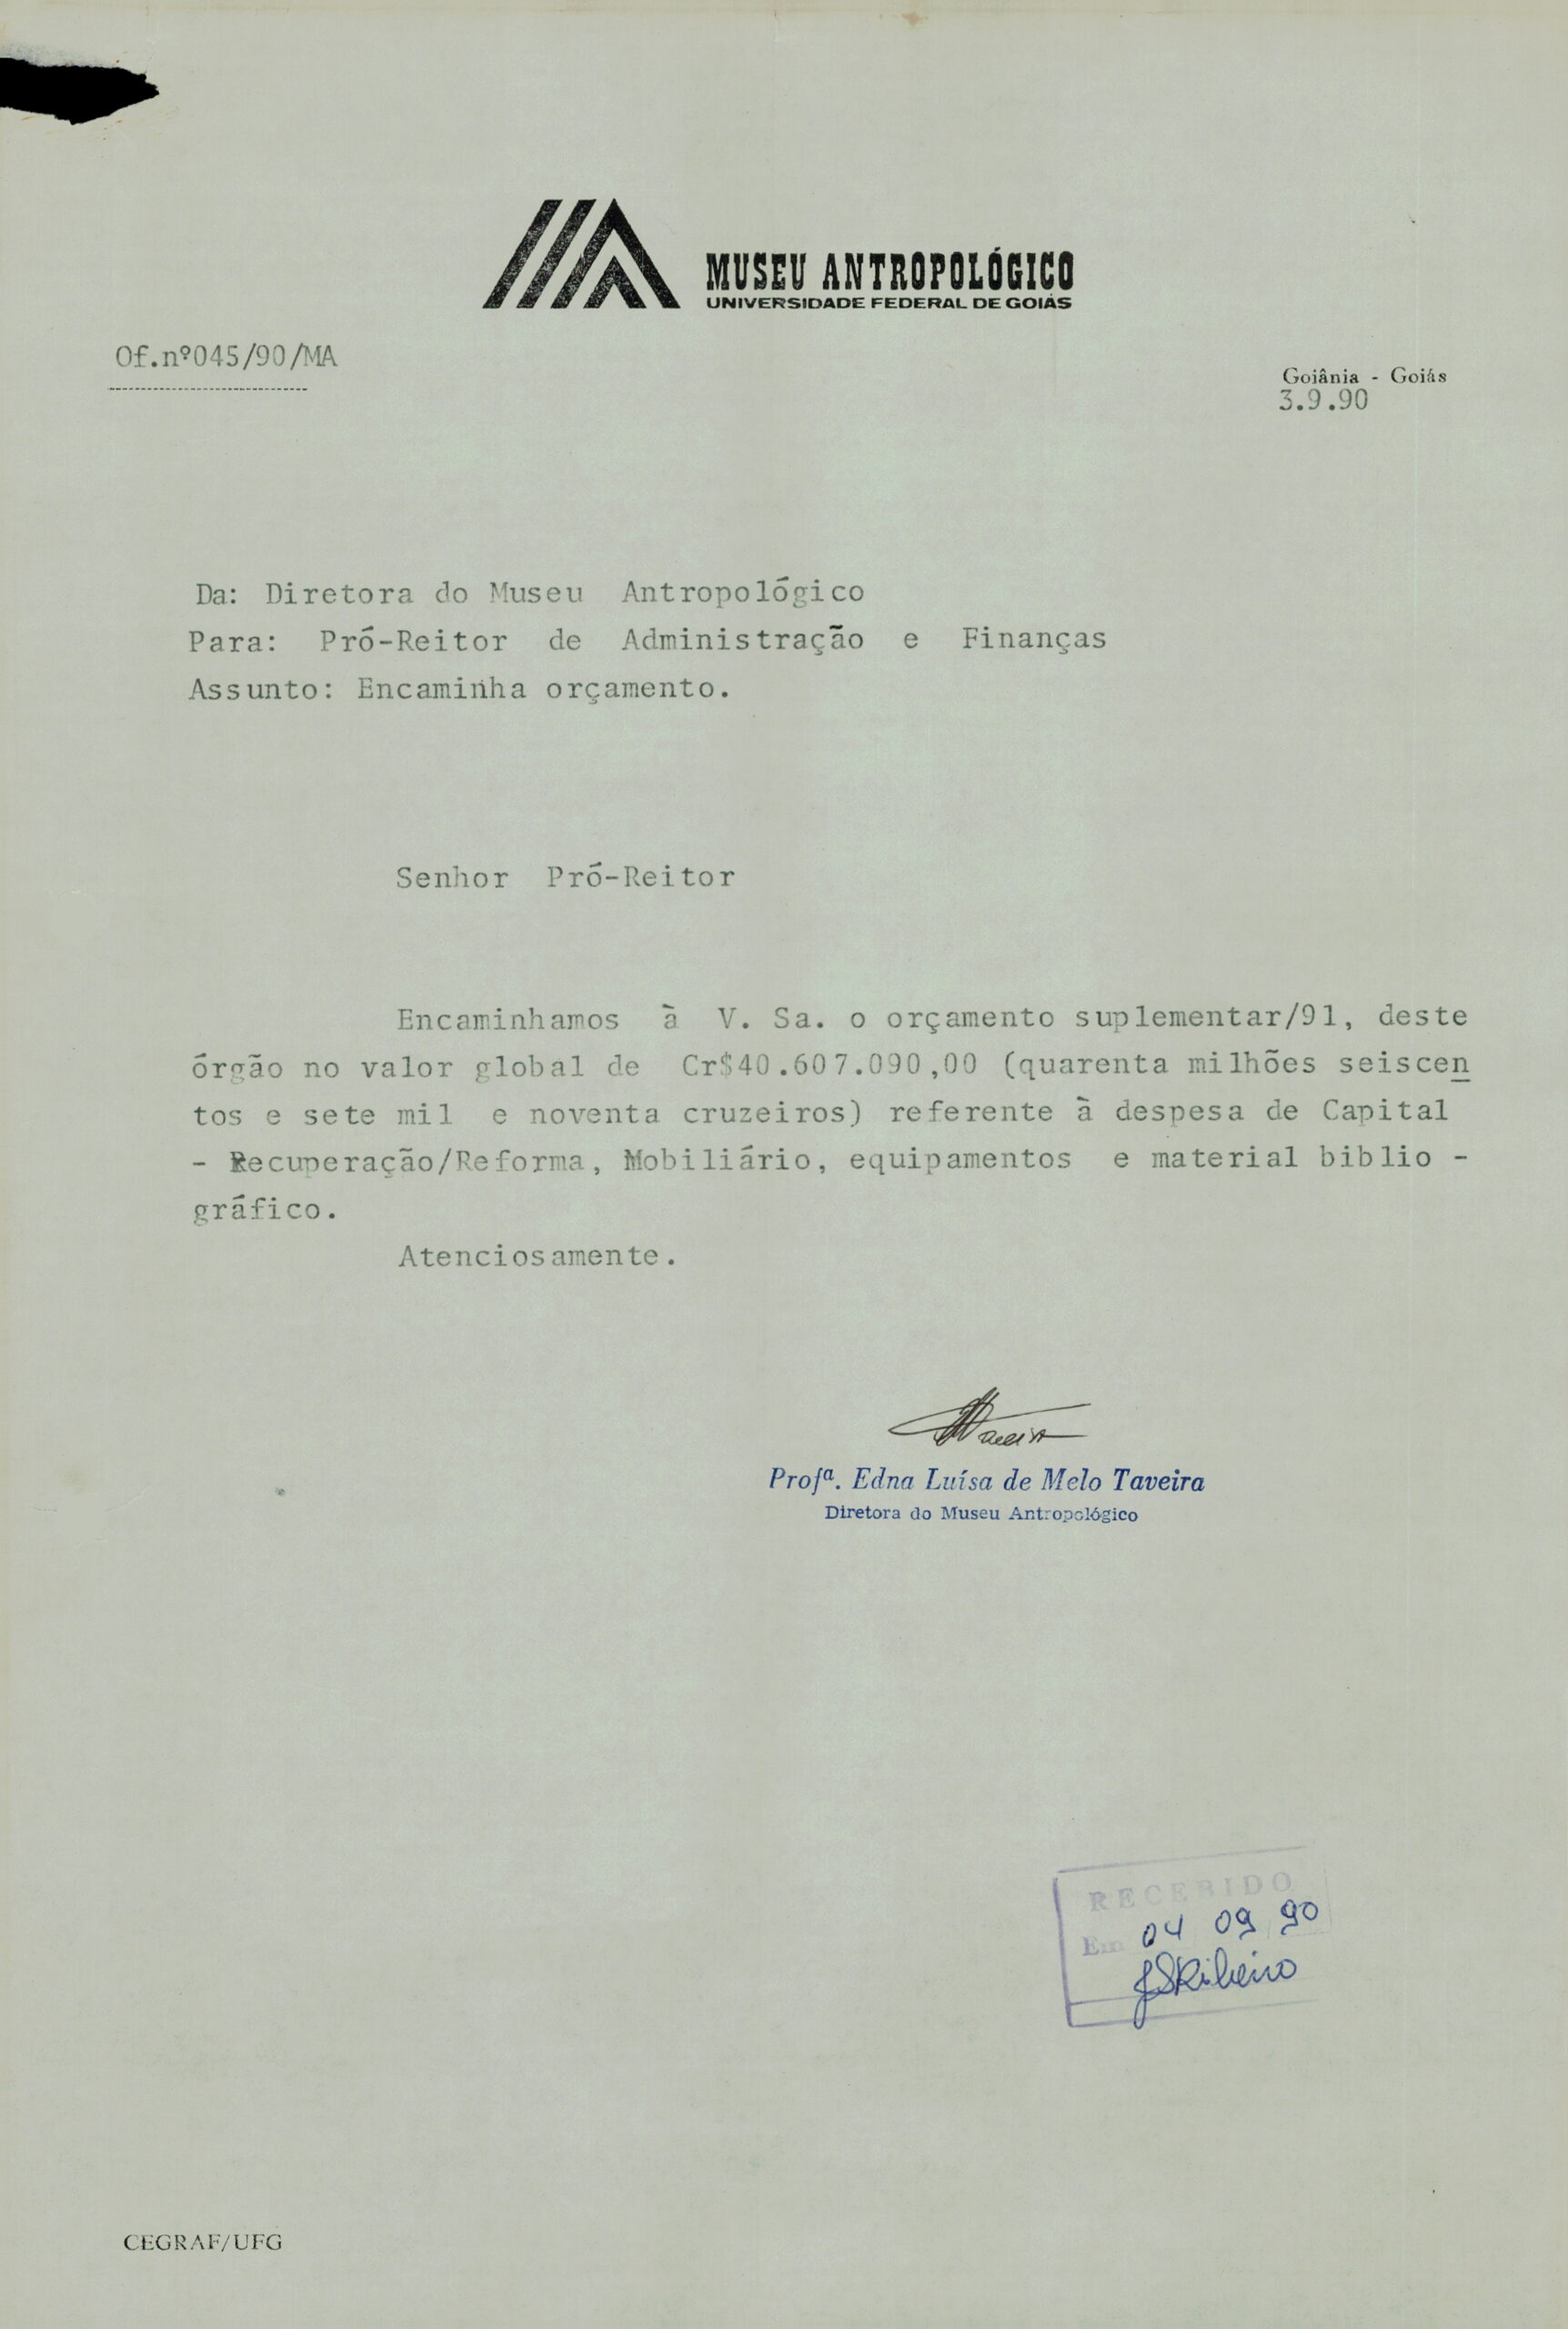 MUSEU ANTROPOLÓGICO
UNIVERSIDADE FEDERAL DE GOIÁS
Of.nº045/90/MA
Goiânia - Goiás
3.9.90
Da: Diretora do Museu Antropológico
Para: Pró-Reitor de Administração e Finanças
Assunto: Encaminha orçamento.
Senhor Pró-Reitor
Encaminhamos à V. Sa. o orçamento suplementar/91, deste
órgão no valor global de Cr$40.607.090,00 (quarenta milhões seiscen
tos e sete mil e noventa cruzeiros) referente à despesa de Capital
- Recuperação/Reforma, Mobiliário, equipamentos e material biblio -
gráfico.
Atenciosamente.
Profª. Edna Luísa de Melo Taveira
Diretora do Museu Antropológico
RECEBIDO
Em 04 09 90
JSRibeiro
CEGRAF/UFG